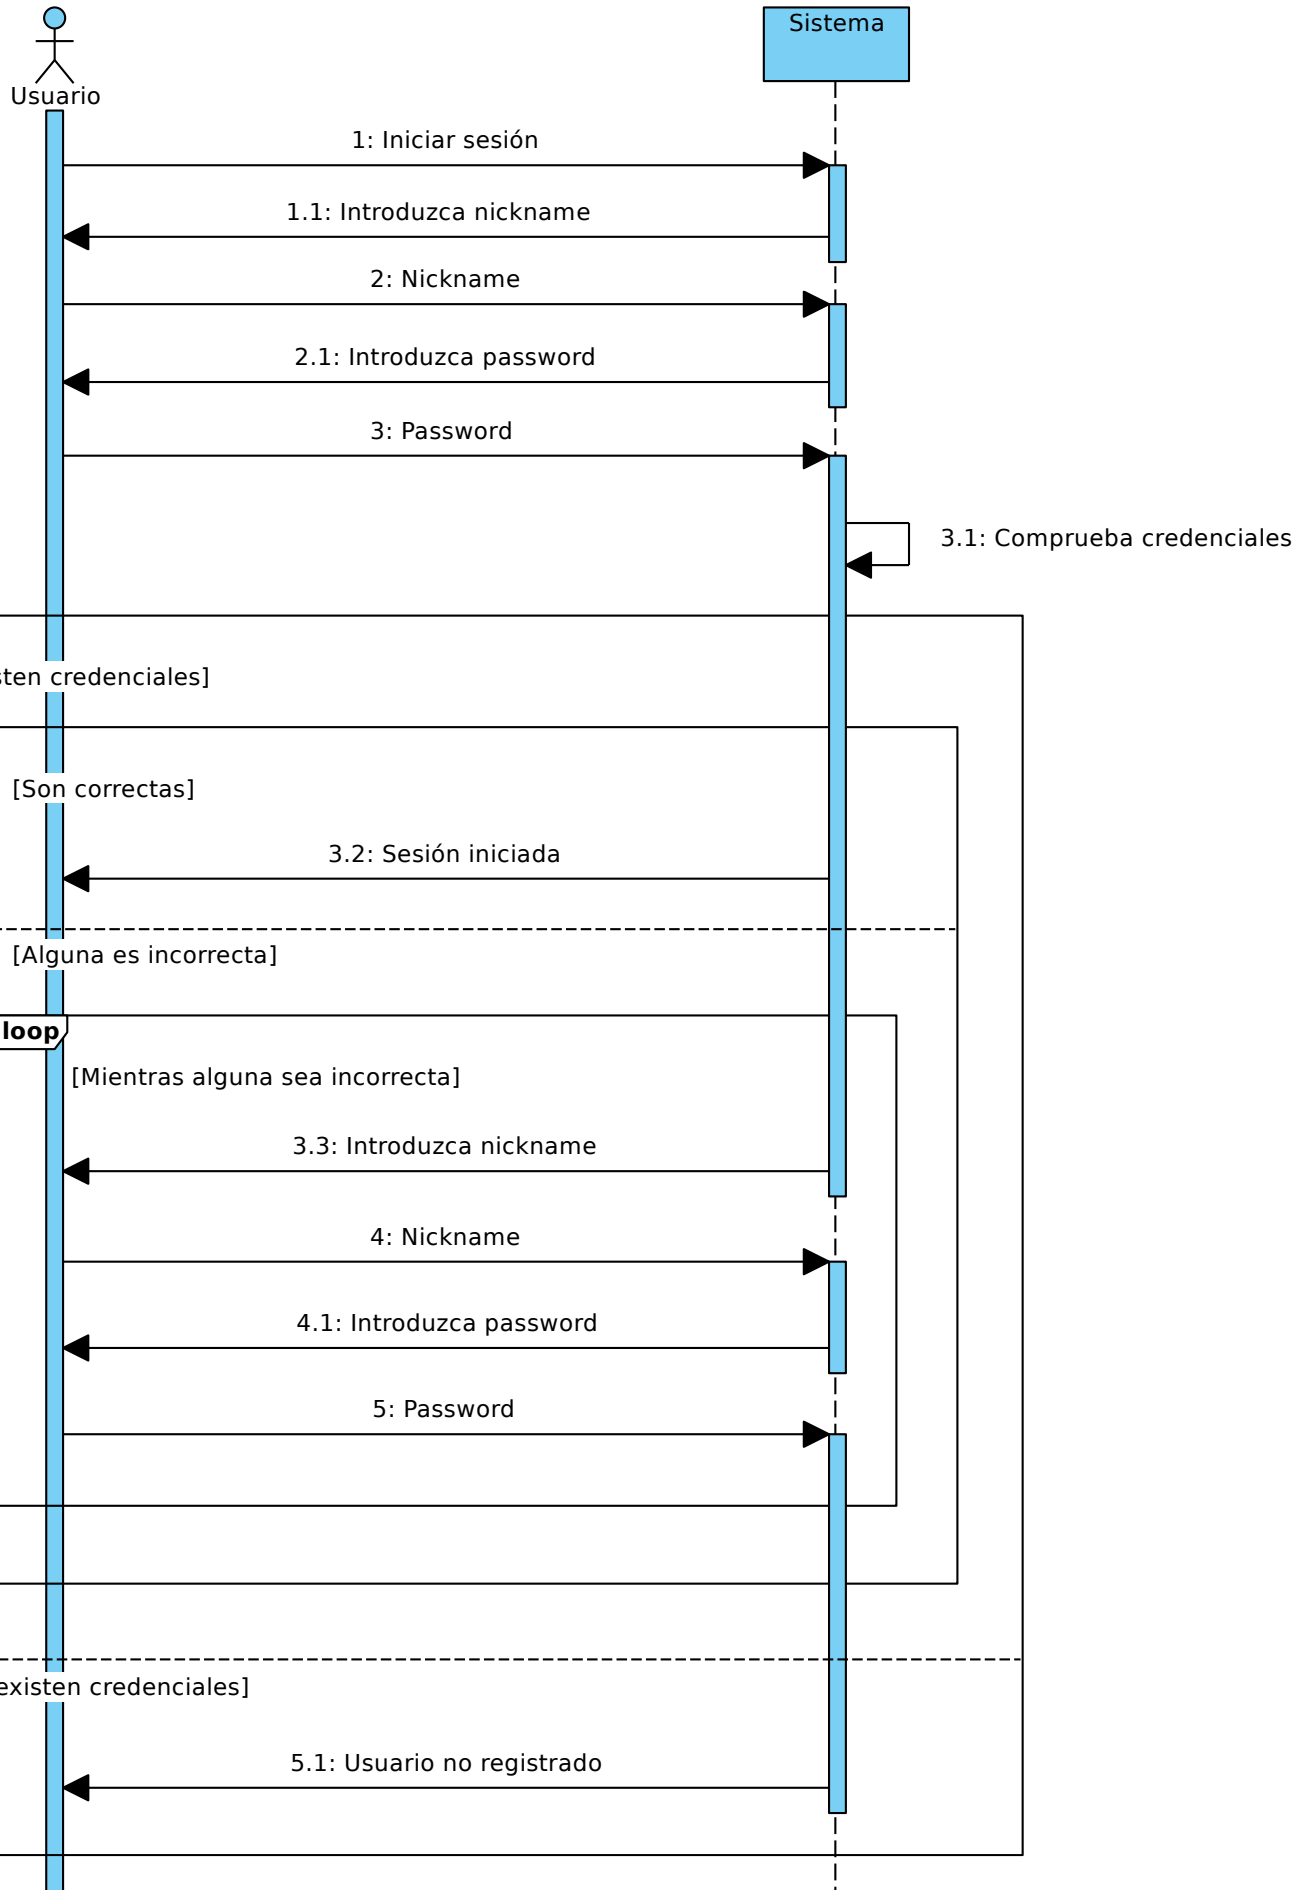 Usuario
Sistema
1: Iniciar sesión
1.1: Introduzca nickname
2: Nickname
2.1: Introduzca password
3: Password
3.1: Comprueba credenciales
credenciales]
[Son correctas]
3.2: Sesión iniciada
[Alguna es incorrecta]
loop
[Mientras alguna sea incorrecta]
3.3: Introduzca nickname
4: Nickname
4.1: Introduzca password
5: Password
existen credenciales]
5.1: Usuario no registrado